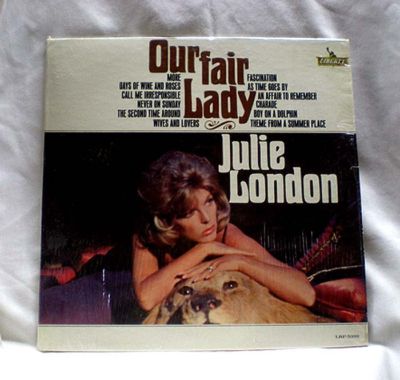 Our fair
Lady
MORE
DAYS OF WINE AND ROSES
CALL ME IRRESPONSIBLE
NEVER ON SUNDAY
THE SECOND TIME AROUND
WIVES AND LOVERS
FASCINATION
AS TIME GOES BY
AN AFFAIR TO REMEMBER
CHARADE
BOY ON A DOLPHIN
THEME FROM A SUMMER PLACE
LIBERTY
Julie
London